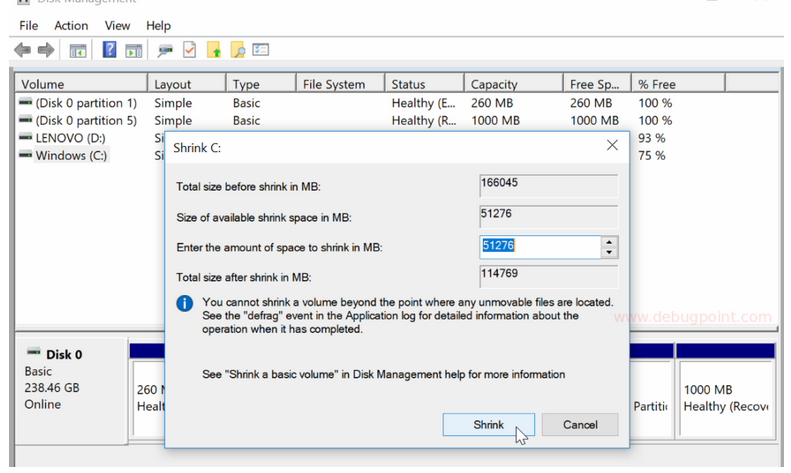 Disk Management
File Action View Help
Volume Layout Type File System Status Capacity Free Sp... % Free
(Disk 0 partition 1) Simple Basic Healthy (E... 260 MB 260 MB 100 %
(Disk 0 partition 5) Simple Basic Healthy (R... 1000 MB 1000 MB 100 %
LENOVO (D:) Si 93 %
Windows (C:) Si 75 %
Shrink C:
Total size before shrink in MB: 166045
Size of available shrink space in MB: 51276
Enter the amount of space to shrink in MB: 51276
Total size after shrink in MB: 114769
You cannot shrink a volume beyond the point where any unmovable files are located.
See the "defrag" event in the Application log for detailed information about the
operation when it has completed.
www.debugpoint.com
See "Shrink a basic volume" in Disk Management help for more information
Shrink Cancel
Disk 0
Basic
238.46 GB
Online
260 M
Healt
Partiti
1000 MB
Healthy (Recov